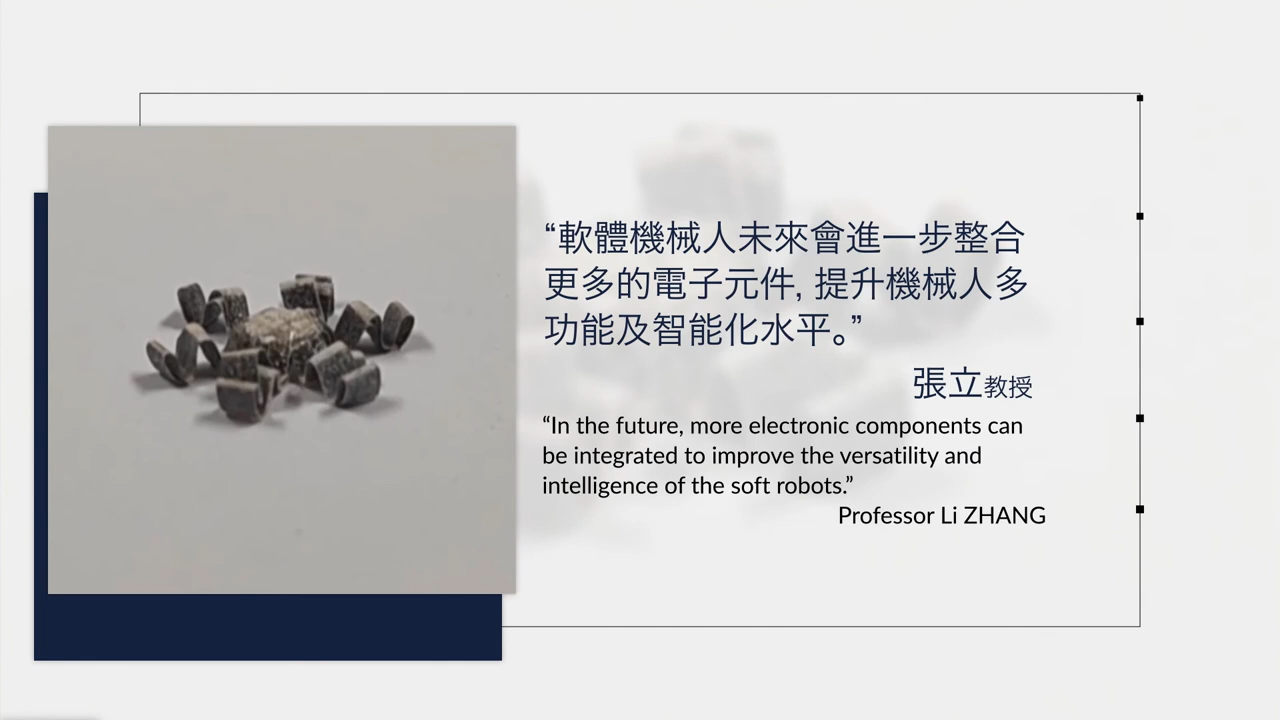 “軟體機械人未來會進一步整合
更多的電子元件, 提升機械人多
功能及智能化水平。”
張立教授
“In the future, more electronic components can
be integrated to improve the versatility and
intelligence of the soft robots.”
Professor Li ZHANG